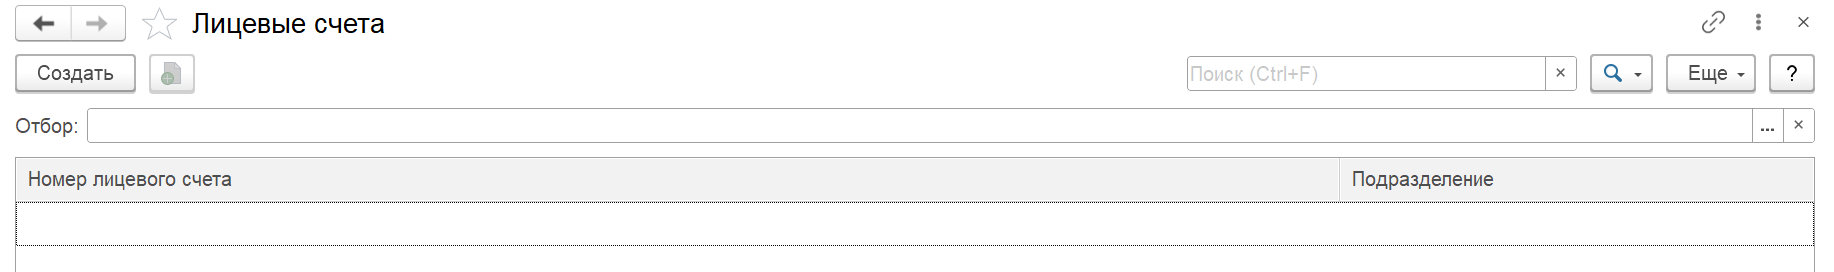 Лицевые счета
Создать
Поиск (Ctrl+F)
×
Еще
?
Отбор:
...
×
Номер лицевого счета
Подразделение